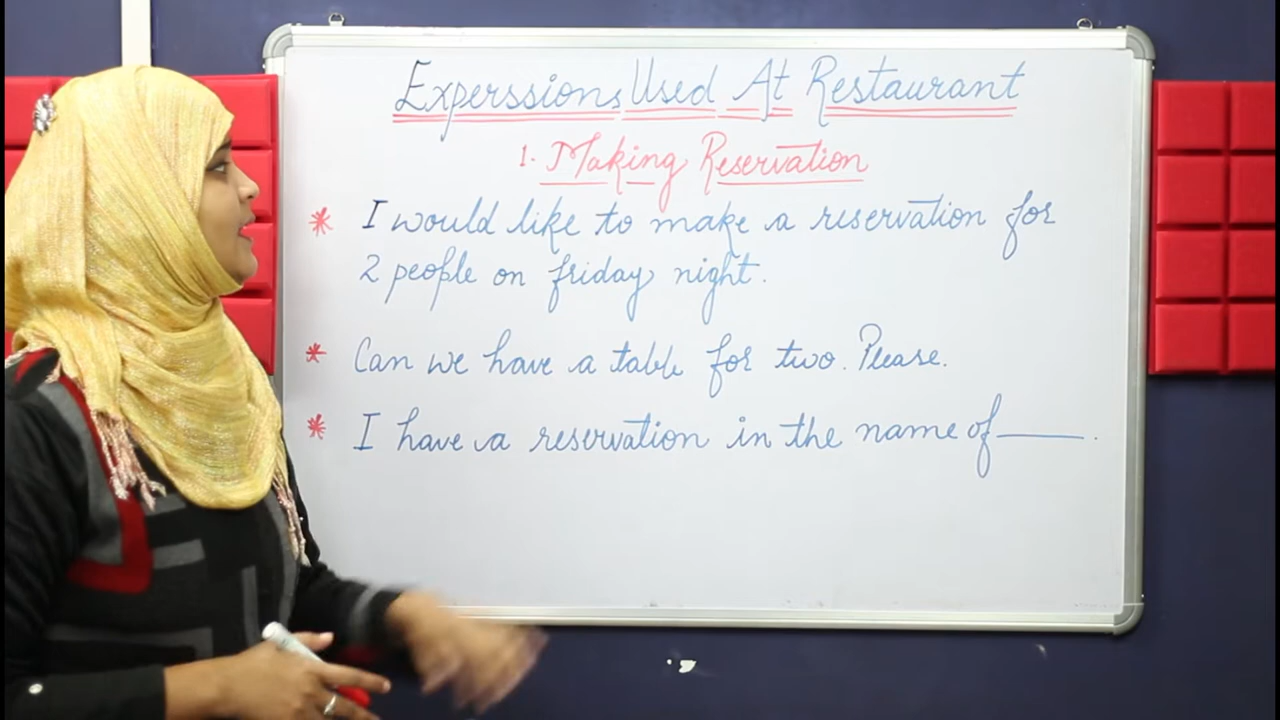 Experssions Used At Restaurant
1. Making Reservation
* I would like to make a reservation for
2 people on friday night.
* Can we have a table for two. Please.
* I have a reservation in the name of ______.